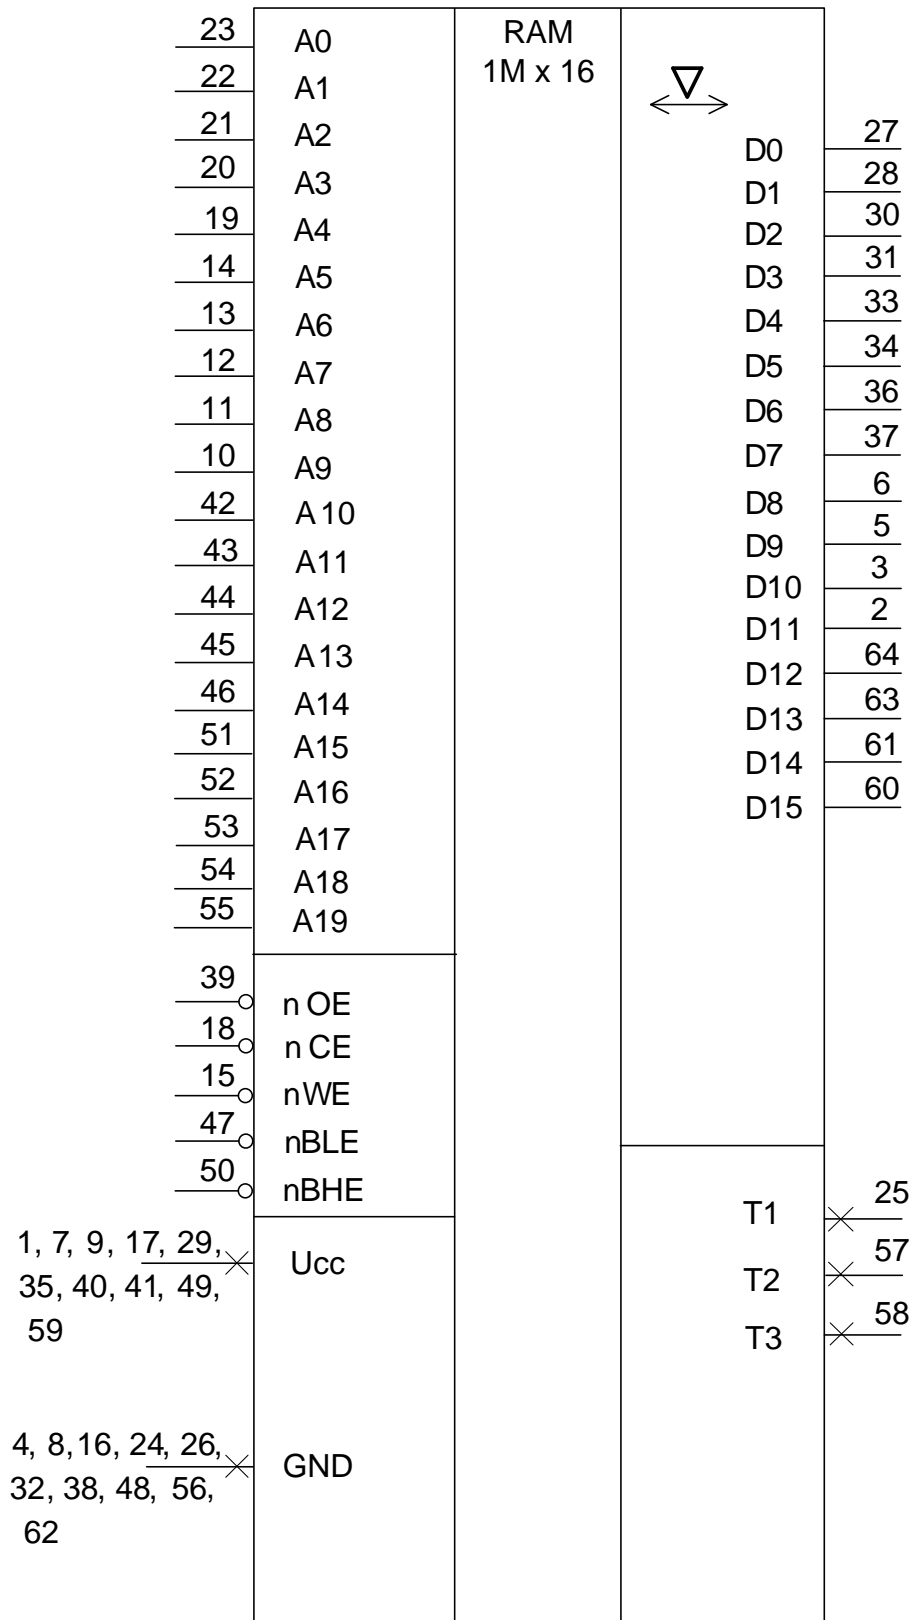 RAM
1M x 16
23 A0
22 A1
21 A2
20 A3
19 A4
14 A5
13 A6
12 A7
11 A8
10 A9
42 A10
43 A11
44 A12
45 A13
46 A14
51 A15
52 A16
53 A17
54 A18
55 A19
39 n OE
18 n CE
15 nWE
47 nBLE
50 nBHE
1, 7, 9, 17, 29,
35, 40, 41, 49,
59
Ucc
4, 8, 16, 24, 26,
32, 38, 48, 56,
62
GND
D0 27
D1 28
D2 30
D3 31
D4 33
D5 34
D6 36
D7 37
D8 6
D9 5
D10 3
D11 2
D12 64
D13 63
D14 61
D15 60
T1 25
T2 57
T3 58